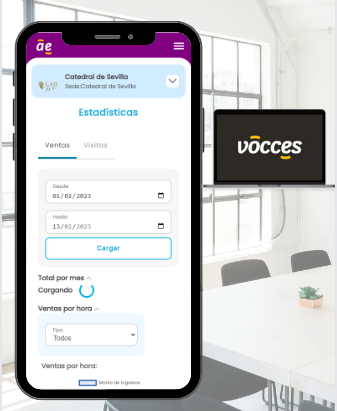 āe
Catedral de Sevilla
Sede:Catedral de Sevilla
Estadísticas
Ventas Visitas
Desde
01/02/2023
Hasta
13/02/2023
Cargar
Total por mes
Cargando
Ventas por hora
Tipo
Todos
Ventas por hora:
Monto de ingresos
vocces